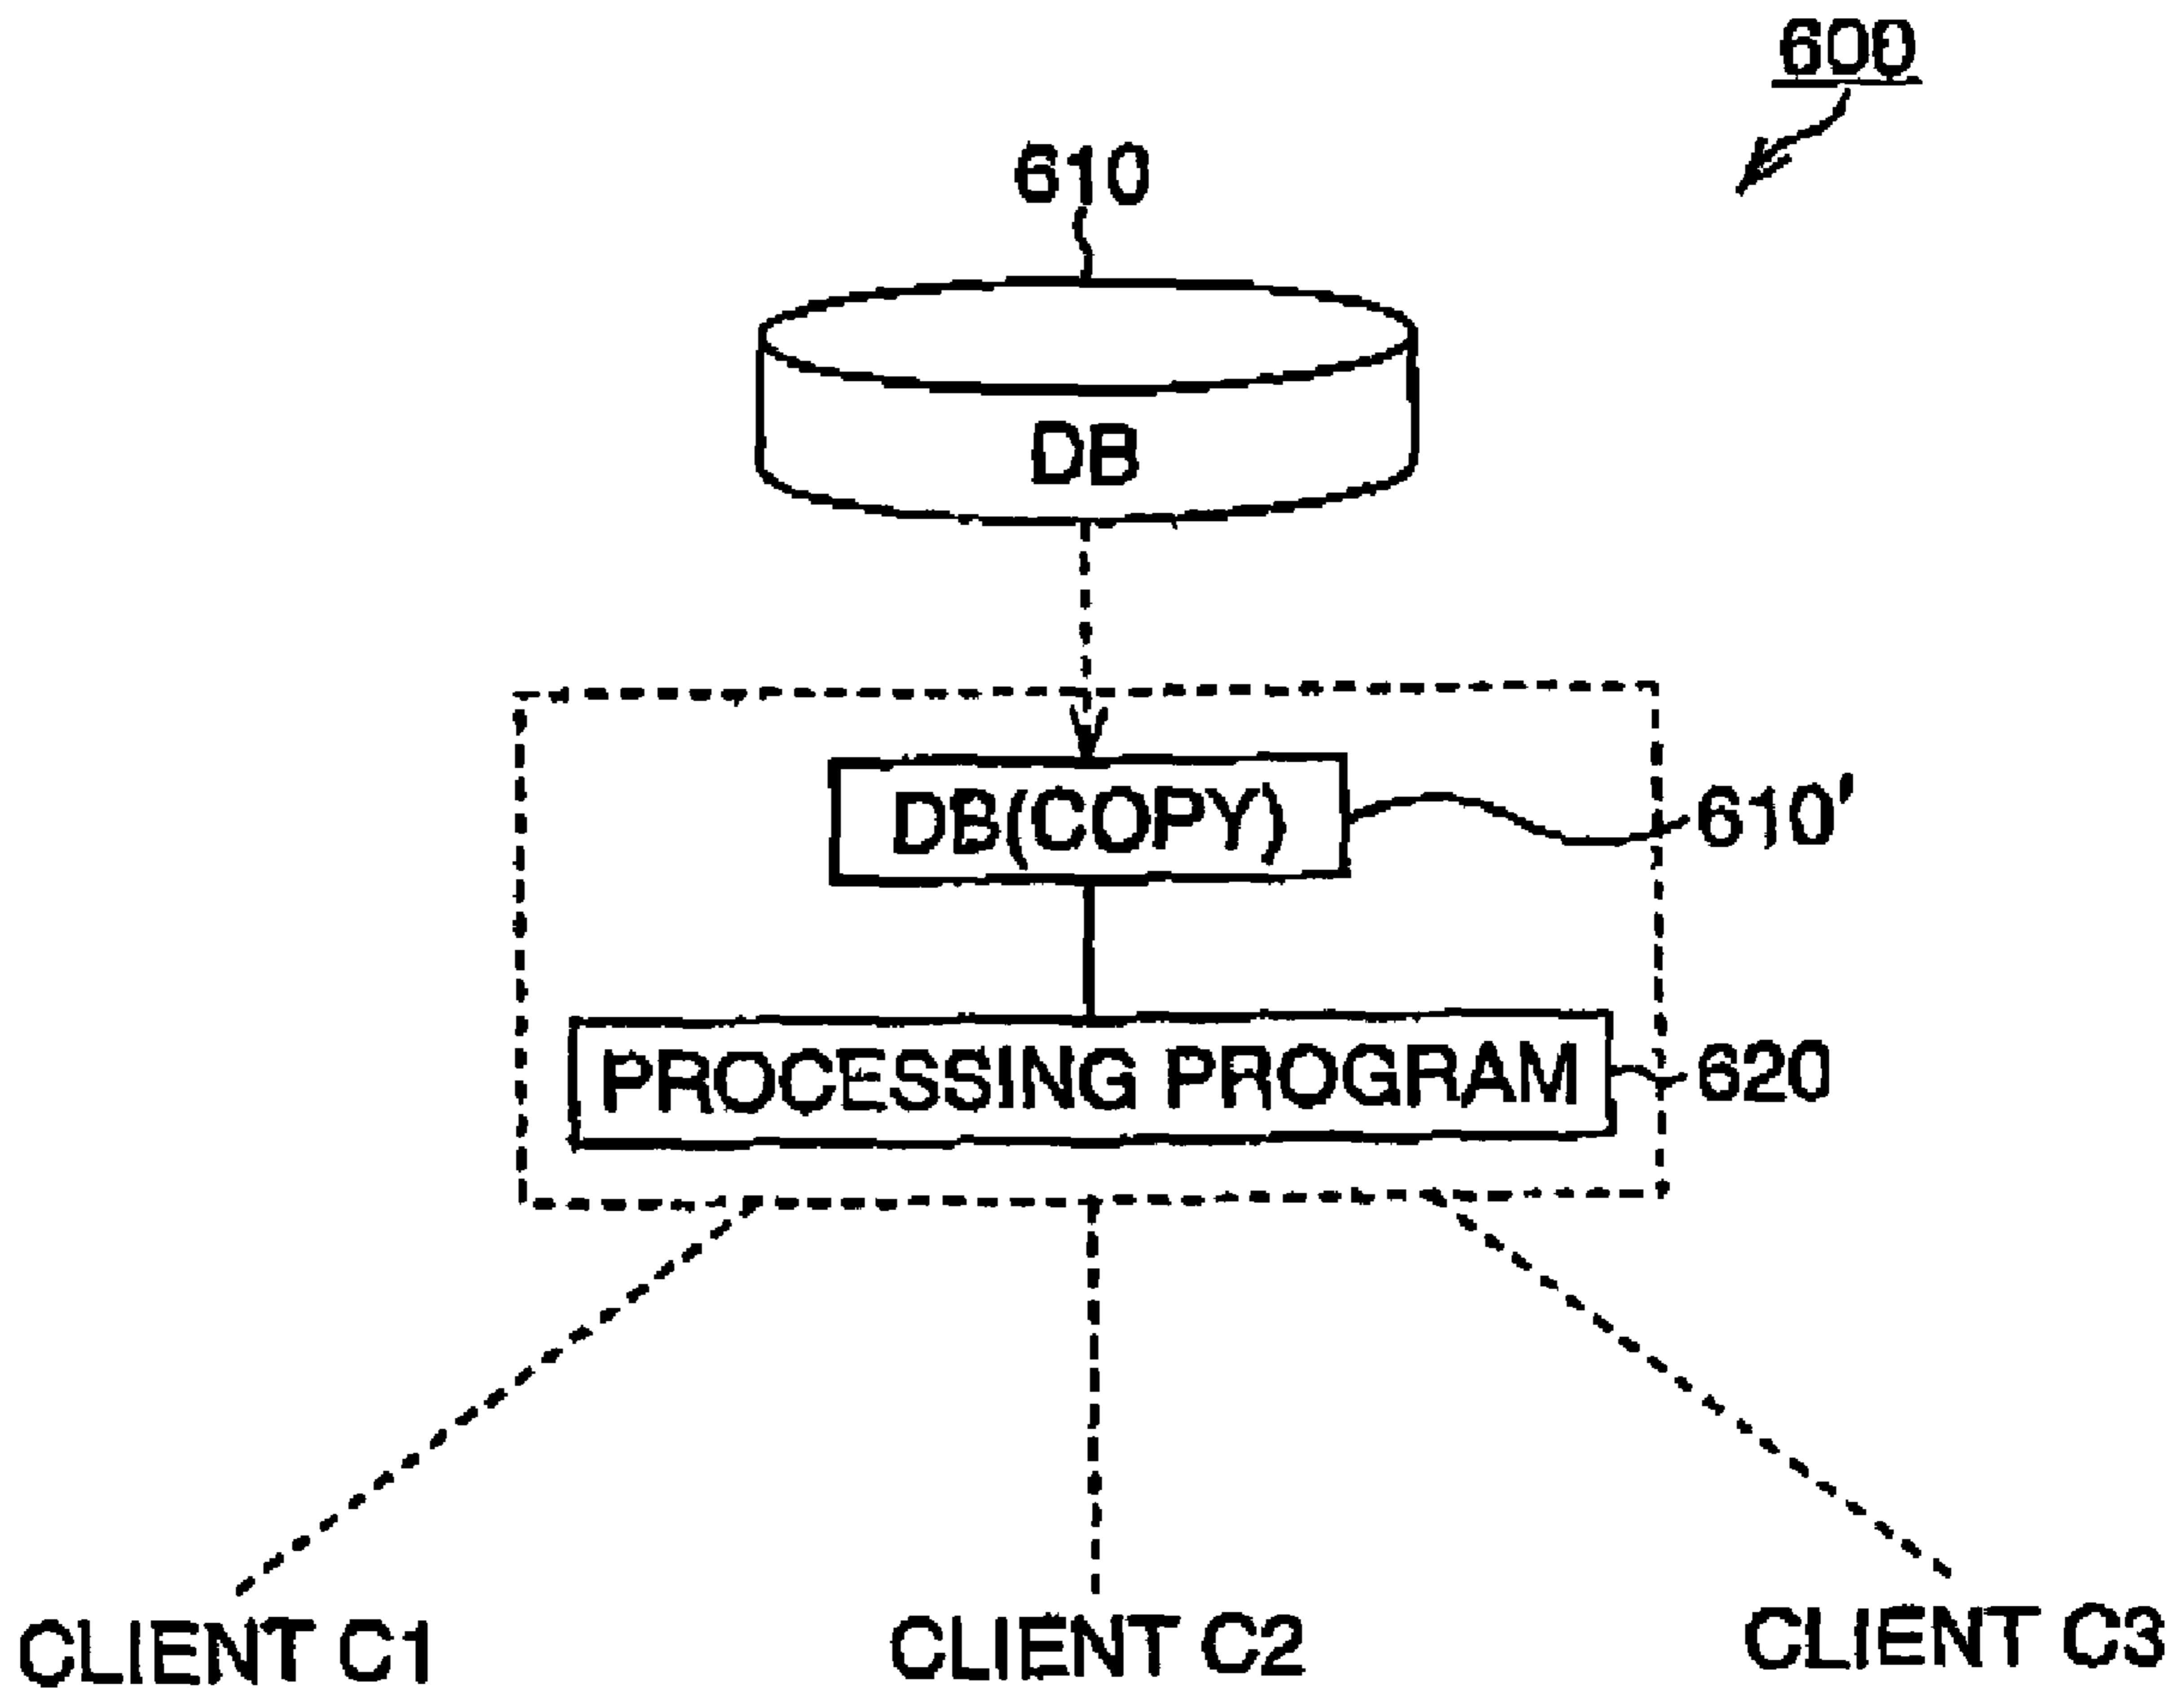 600
610
DB
DB(COPY)
610'
PROCESSING PROGRAM
620
CLIENT C1
CLIENT C2
CLIENT C3